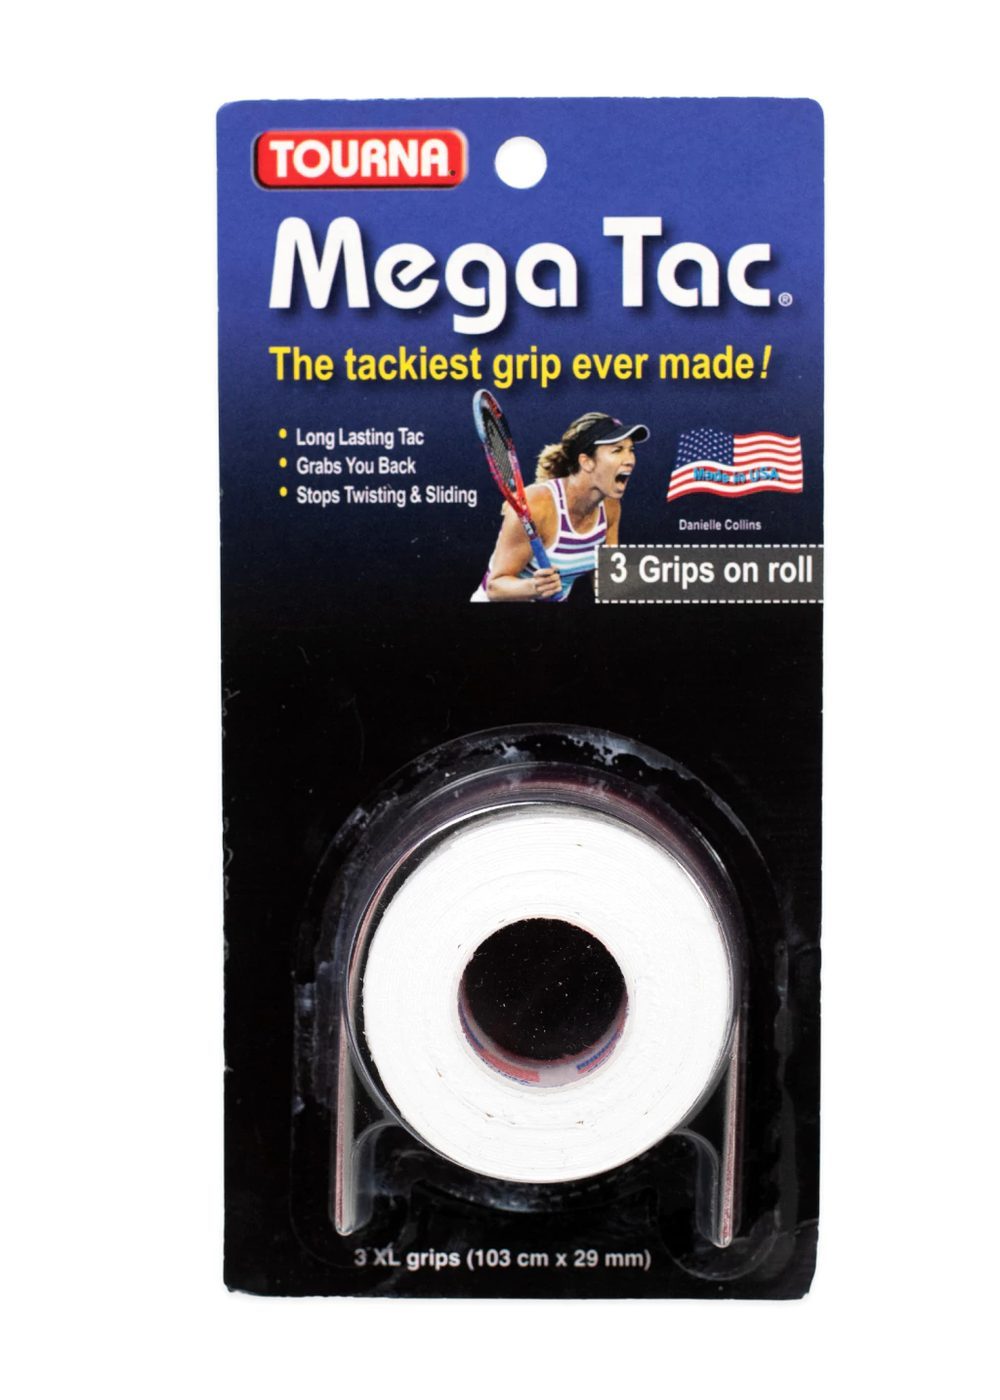 TOURNA
Mega Tac®
The tackiest grip ever made!
• Long Lasting Tac
• Grabs You Back
• Stops Twisting & Sliding
Made in USA
Danielle Collins
3 Grips on roll
3 XL grips (103 cm x 29 mm)